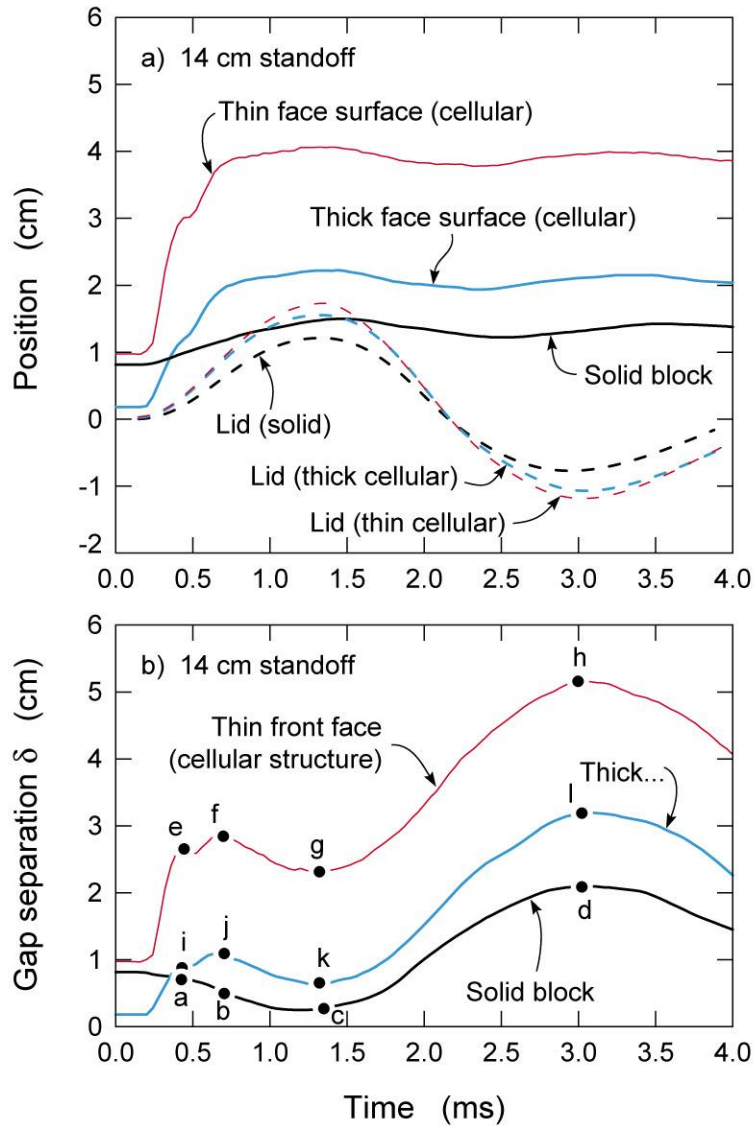 6
a) 14 cm standoff
5
Thin face surface (cellular)
4
Thick face surface (cellular)
3
2
1
Solid block
0
Lid (solid)
Lid (thick cellular)
-1
Lid (thin cellular)
-2
Position (cm)
0.0 0.5 1.0 1.5 2.0 2.5 3.0 3.5 4.0
6
b) 14 cm standoff
h
5
Thin front face
(cellular structure)
4
Thick...
l
e f
3
g
2
d
i j
k
1
Solid block
a b c
0
Gap separation δ (cm)
0.0 0.5 1.0 1.5 2.0 2.5 3.0 3.5 4.0
Time (ms)